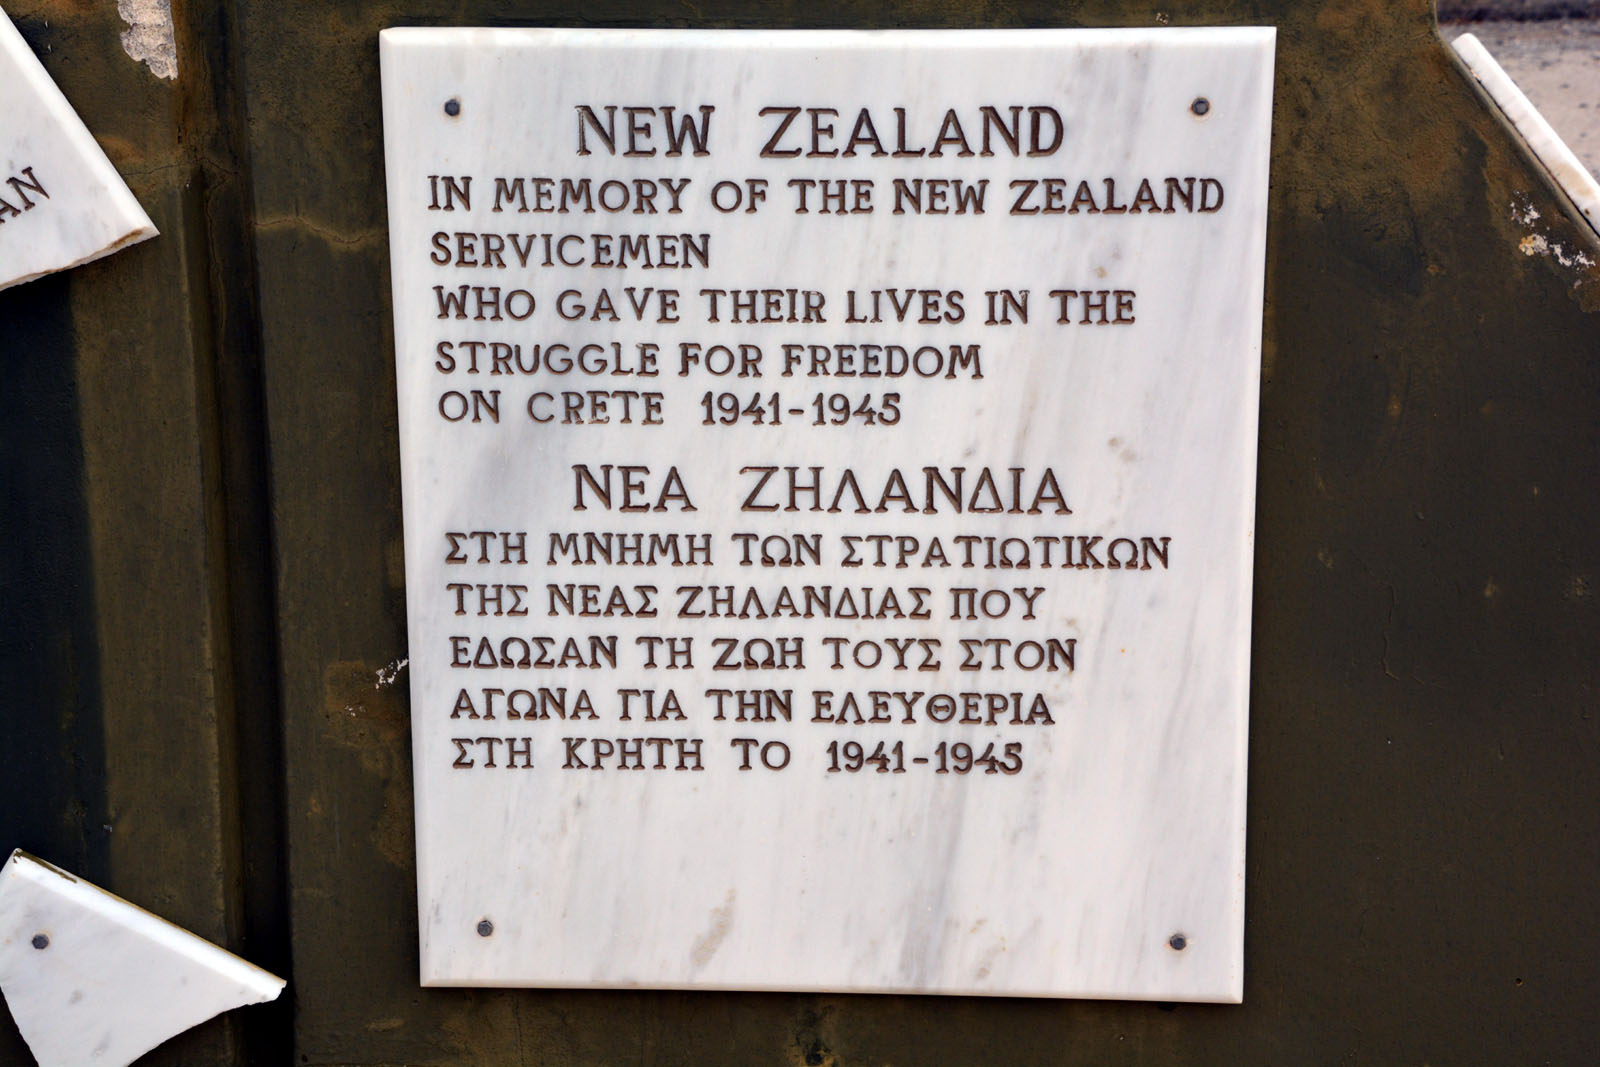 NEW ZEALAND
IN MEMORY OF THE NEW ZEALAND
SERVICEMEN
WHO GAVE THEIR LIVES IN THE
STRUGGLE FOR FREEDOM
ON CRETE 1941-1945
ΝΕΑ ΖΗΛΑΝΔΙΑ
ΣΤΗ ΜΝΗΜΗ ΤΩΝ ΣΤΡΑΤΙΩΤΙΚΩΝ
ΤΗΣ ΝΕΑΣ ΖΗΛΑΝΔΙΑΣ ΠΟΥ
ΕΔΩΣΑΝ ΤΗ ΖΩΗ ΤΟΥΣ ΣΤΟΝ
ΑΓΩΝΑ ΓΙΑ ΤΗΝ ΕΛΕΥΘΕΡΙΑ
ΣΤΗ ΚΡΗΤΗ ΤΟ 1941-1945